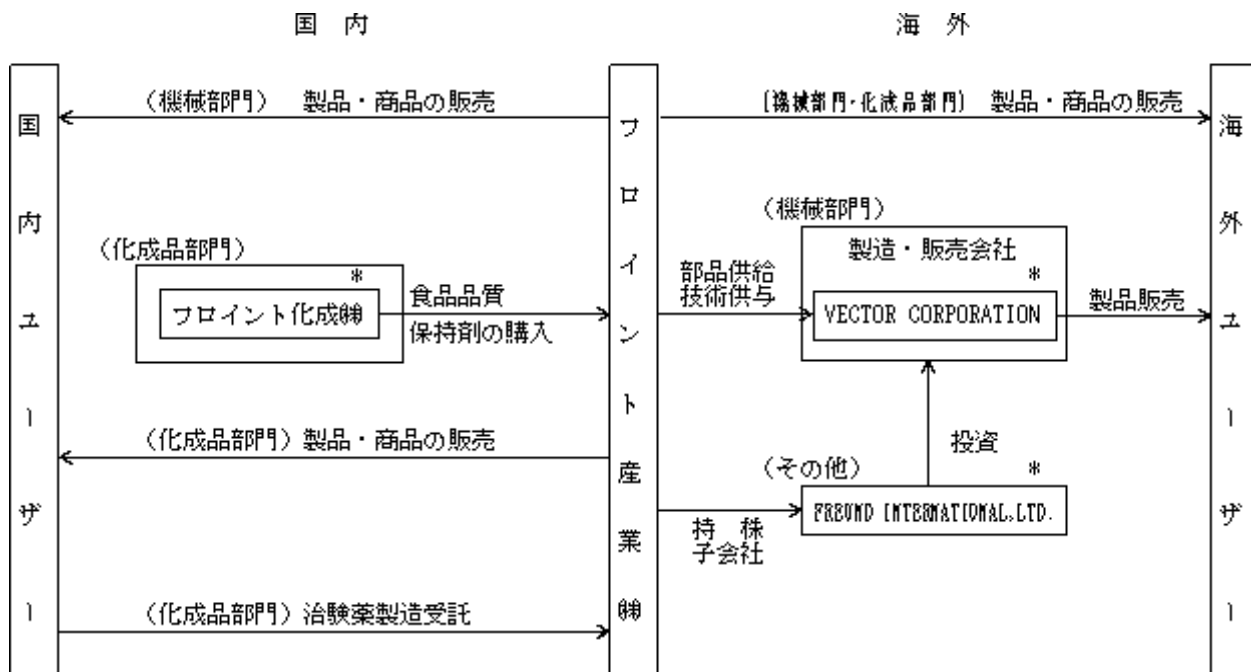 国内
海外
(機械部門) 製品・商品の販売
(機械部門・化成品部門) 製品・商品の販売
国内ユーザー
フロイント産業㈱
海外ユーザー
(化成品部門)
*
フロイント化成㈱
食品品質
保持剤の購入
部品供給
技術供与
(機械部門)
製造・販売会社
*
VECTOR CORPORATION
製品販売
(化成品部門) 製品・商品の販売
投資
(その他)
*
FREUND INTERNATIONAL,LTD.
持株
子会社
(化成品部門) 治験薬製造受託